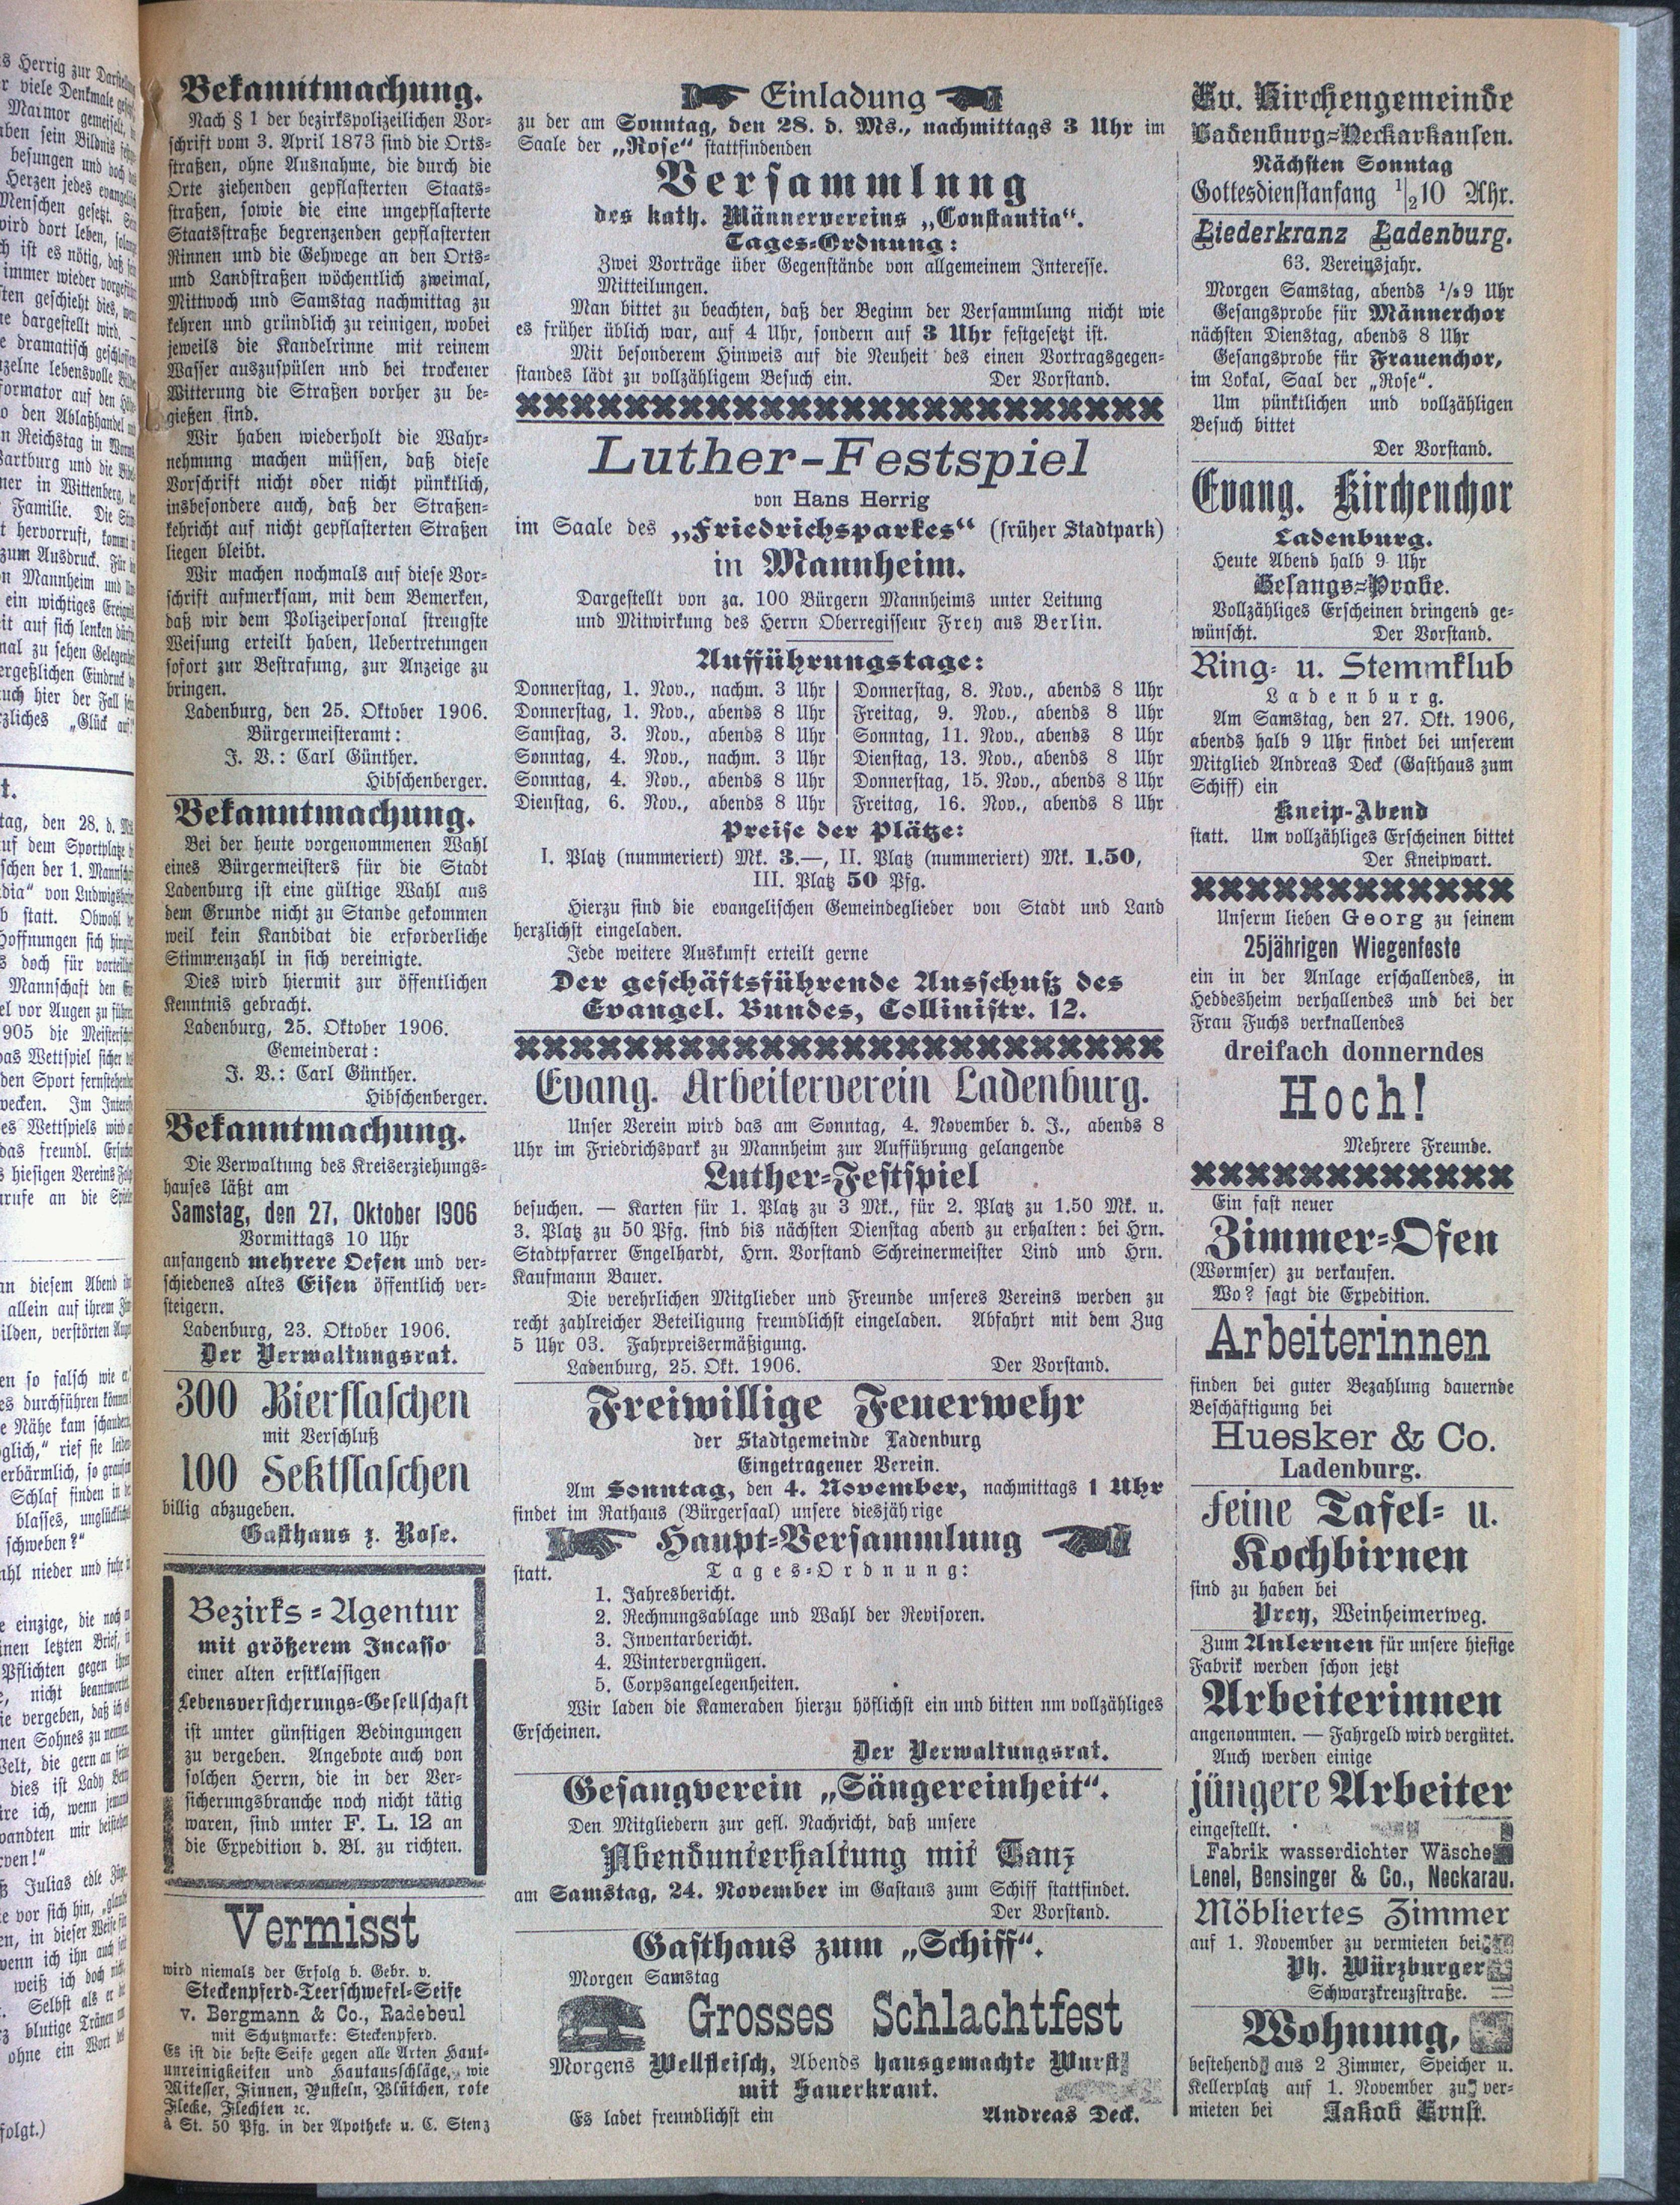 Bekanntmachung.
Nach § 1 der bezirkspolizeilichen Vor-
schrift vom 3. April 1873 sind die Orts-
straßen, ohne Ausnahme, die durch die
Orte ziehenden gepflasterten Staats-
straßen, sowie die eine ungepflasterte
Staatsstraße begrenzenden gepflasterten
Rinnen und die Gehwege an den Orts-
und Landstraßen wöchentlich zweimal,
Mittwoch und Samstag nachmittag zu
kehren und gründlich zu reinigen, wobei
jeweils die Kandelrinne mit reinem
Wasser auszuspülen und bei trockener
Witterung die Straßen vorher zu be-
gießen sind.
Wir haben wiederholt die Wahr-
nehmung machen müssen, daß diese
Vorschrift nicht oder nicht pünktlich,
insbesondere auch, daß der Straßen-
kehricht auf nicht gepflasterten Straßen
liegen bleibt.
Wir machen nochmals auf diese Vor-
schrift aufmerksam, mit dem Bemerken,
daß wir dem Polizeipersonal strengste
Weisung erteilt haben, Uebertretungen
sofort zur Bestrafung, zur Anzeige zu
bringen.
Ladenburg, den 25. Oktober 1906.
Bürgermeisteramt:
J. V.: Carl Günther.
Hibschenberger.
Bekanntmachung.
Bei der heute vorgenommenen Wahl
eines Bürgermeisters für die Stadt
Ladenburg ist eine gültige Wahl aus
dem Grunde nicht zu Stande gekommen
weil kein Kandidat die erforderliche
Stimmenzahl in sich vereinigte.
Dies wird hiermit zur öffentlichen
Kenntnis gebracht.
Ladenburg, 25. Oktober 1906.
Gemeinderat:
J. V.: Carl Günther.
Hibschenberger.
Bekanntmachung.
Die Verwaltung des Kreiserziehungs-
hauses läßt am
Samstag, den 27. Oktober 1906
Vormittags 10 Uhr
anfangend mehrere Oefen und ver-
schiedenes altes Eisen öffentlich ver-
steigern.
Ladenburg, 23. Oktober 1906.
Der Verwaltungsrat.
300 Bierflaschen
mit Verschluß
100 Sektflaschen
billig abzugeben.
Gasthaus z. Rose.
Bezirks-Agentur
mit größerem Incasso
einer alten erstklassigen
Lebensversicherungs-Gesellschaft
ist unter günstigen Bedingungen
zu vergeben. Angebote auch von
solchen Herrn, die in der Ver-
sicherungsbranche noch nicht tätig
waren, sind unter F. L. 12 an
die Expedition d. Bl. zu richten.
Vermisst
wird niemals der Erfolg b. Gebr. v.
Steckenpferd-Teerschwefel-Seife
v. Bergmann & Co., Radebeul
mit Schutzmarke: Steckenpferd.
Es ist die beste Seife gegen alle Arten Haut-
unreinigkeiten und Hautausschläge, wie
Mitesser, Finnen, Pusteln, Blütchen, rote
Flecke, Flechten ꝛc.
à St. 50 Pfg. in der Apotheke u. C. Stenz
Einladung
zu der am Sonntag, den 28. d. Ms., nachmittags 3 Uhr im
Saale der „Rose“ stattfindenden
Versammlung
des kath. Männervereins „Constantia“.
Tages-Ordnung:
Zwei Vorträge über Gegenstände von allgemeinem Interesse.
Mitteilungen.
Man bittet zu beachten, daß der Beginn der Versammlung nicht wie
es früher üblich war, auf 4 Uhr, sondern auf 3 Uhr festgesetzt ist.
Mit besonderem Hinweis auf die Neuheit des einen Vortragsgegen-
standes lädt zu vollzähligem Besuch ein. Der Vorstand.
Luther-Festspiel
von Hans Herrig
im Saale des „Friedrichsparkes“ (früher Stadtpark)
in Mannheim.
Dargestellt von za. 100 Bürgern Mannheims unter Leitung
und Mitwirkung des Herrn Oberregisseur Frey aus Berlin.
Aufführungstage:
Donnerstag, 1. Nov., nachm. 3 Uhr | Donnerstag, 8. Nov., abends 8 Uhr
Donnerstag, 1. Nov., abends 8 Uhr | Freitag, 9. Nov., abends 8 Uhr
Samstag, 3. Nov., abends 8 Uhr | Sonntag, 11. Nov., abends 8 Uhr
Sonntag, 4. Nov., nachm. 3 Uhr | Dienstag, 13. Nov., abends 8 Uhr
Sonntag, 4. Nov., abends 8 Uhr | Donnerstag, 15. Nov., abends 8 Uhr
Dienstag, 6. Nov., abends 8 Uhr | Freitag, 16. Nov., abends 8 Uhr
Preise der Plätze:
I. Platz (nummeriert) Mk. 3.—, II. Platz (nummeriert) Mk. 1.50,
III. Platz 50 Pfg.
Hierzu sind die evangelischen Gemeindeglieder von Stadt und Land
herzlichst eingeladen.
Jede weitere Auskunft erteilt gerne
Der geschäftsführende Ausschuß des
Evangel. Bundes, Collinistr. 12.
Evang. Arbeiterverein Ladenburg.
Unser Verein wird das am Sonntag, 4. November d. J., abends 8
Uhr im Friedrichspark zu Mannheim zur Aufführung gelangende
Luther-Festspiel
besuchen. — Karten für 1. Platz zu 3 Mk., für 2. Platz zu 1.50 Mk. u.
3. Platz zu 50 Pfg. sind bis nächsten Dienstag abend zu erhalten: bei Hrn.
Stadtpfarrer Engelhardt, Hrn. Vorstand Schreinermeister Lind und Hrn.
Kaufmann Bauer.
Die verehrlichen Mitglieder und Freunde unseres Vereins werden zu
recht zahlreicher Beteiligung freundlichst eingeladen. Abfahrt mit dem Zug
5 Uhr 03. Fahrpreisermäßigung.
Ladenburg, 25. Okt. 1906. Der Vorstand.
Freiwillige Feuerwehr
der Stadtgemeinde Ladenburg
Eingetragener Verein.
Am Sonntag, den 4. November, nachmittags 1 Uhr
findet im Rathaus (Bürgersaal) unsere diesjährige
Haupt-Versammlung
statt. Tages-Ordnung:
1. Jahresbericht.
2. Rechnungsablage und Wahl der Revisoren.
3. Inventarbericht.
4. Wintervergnügen.
5. Corpsangelegenheiten.
Wir laden die Kameraden hierzu höflichst ein und bitten nm vollzähliges
Erscheinen.
Der Verwaltungsrat.
Gesangverein „Sängereinheit“.
Den Mitgliedern zur gefl. Nachricht, daß unsere
Abendunterhaltung mit Tanz
am Samstag, 24. November im Gastaus zum Schiff stattfindet.
Der Vorstand.
Gasthaus zum „Schiff“.
Morgen Samstag
Grosses Schlachtfest
Morgens Wellfleisch, Abends hausgemachte Wurst
mit Sauerkraut.
Es ladet freundlichst ein Andreas Deck.
Ev. Kirchengemeinde
Ladenburg-Neckarhausen.
Nächsten Sonntag
Gottesdienstanfang 1/2 10 Uhr.
Liederkranz Ladenburg.
63. Vereinsjahr.
Morgen Samstag, abends 1/2 9 Uhr
Gesangsprobe für Männerchor
nächsten Dienstag, abends 8 Uhr
Gesangsprobe für Frauenchor,
im Lokal, Saal der „Rose“.
Um pünktlichen und vollzähligen
Besuch bittet
Der Vorstand.
Evang. Kirchenchor
Ladenburg.
Heute Abend halb 9 Uhr
Gesangs-Probe.
Vollzähliges Erscheinen dringend ge-
wünscht. Der Vorstand.
Ring- u. Stemmklub
Ladenburg.
Am Samstag, den 27. Okt. 1906,
abends halb 9 Uhr findet bei unserem
Mitglied Andreas Deck (Gasthaus zum
Schiff) ein
Kneip-Abend
statt. Um vollzähliges Erscheinen bittet
Der Kneipwart.
Unserm lieben Georg zu seinem
25jährigen Wiegenfeste
ein in der Anlage erschallendes, in
Heddesheim verhallendes und bei der
Frau Fuchs verknallendes
dreifach donnerndes
Hoch!
Mehrere Freunde.
Ein fast neuer
Zimmer-Ofen
(Wormser) zu verkaufen.
Wo? sagt die Expedition.
Arbeiterinnen
finden bei guter Bezahlung dauernde
Beschäftigung bei
Huesker & Co.
Ladenburg.
Feine Tafel- u.
Kochbirnen
sind zu haben bei
Prey, Weinheimerweg.
Zum Anlernen für unsere hiesige
Fabrik werden schon jetzt
Arbeiterinnen
angenommen. — Fahrgeld wird vergütet.
Auch werden einige
jüngere Arbeiter
eingestellt.
Fabrik wasserdichter Wäsche
Lenel, Bensinger & Co., Neckarau.
Möbliertes Zimmer
auf 1. November zu vermieten bei
Ph. Würzburger
Schwarzkreuzstraße.
Wohnung,
bestehend aus 2 Zimmer, Speicher u.
Kellerplatz auf 1. November zu ver-
mieten bei Jakob Ernst.